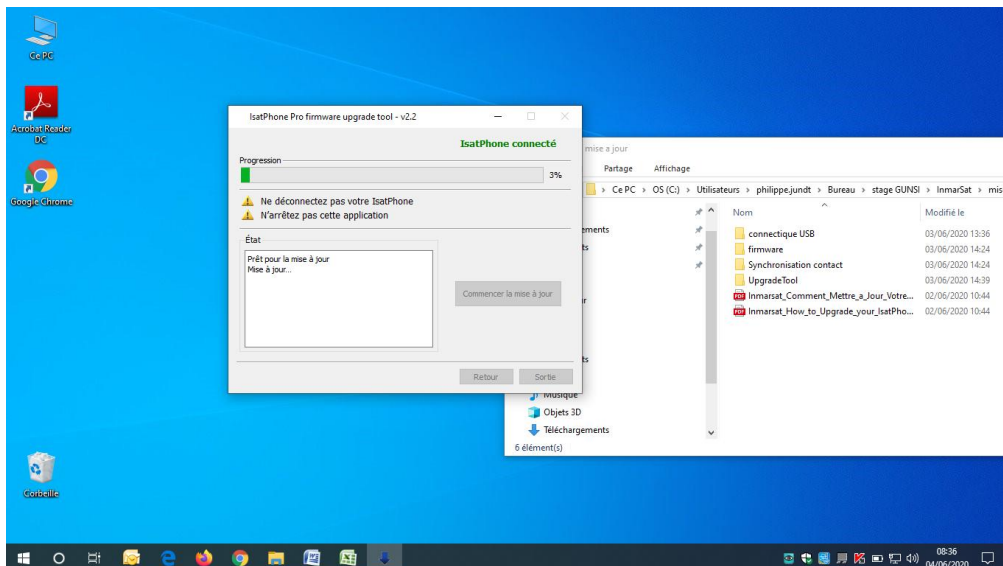 Ce PC
Acrobat Reader
DC
Google Chrome
Corbeille
IsatPhone Pro firmware upgrade tool - v2.2
IsatPhone connecté
Progression
3%
Ne déconnectez pas votre IsatPhone
N'arrêtez pas cette application
État
Prêt pour la mise à jour
Mise à jour...
Commencer la mise à jour
Retour
Sortie
mise a jour
Partage
Affichage
> Ce PC > OS (C:) > Utilisateurs > philippe.jundt > Bureau > stage GUNSI > InmarSat > mis
Nom
Modifié le
connectique USB
03/06/2020 13:36
firmware
03/06/2020 14:24
Synchronisation contact
03/06/2020 14:24
UpgradeTool
03/06/2020 14:39
Inmarsat_Comment_Mettre_a_Jour_Votre...
02/06/2020 10:44
Inmarsat_How_to_Upgrade_your_IsatPho...
02/06/2020 10:44
ements
ts
ur
ts
Musique
Objets 3D
Téléchargements
6 élément(s)
08:36
04/06/2020